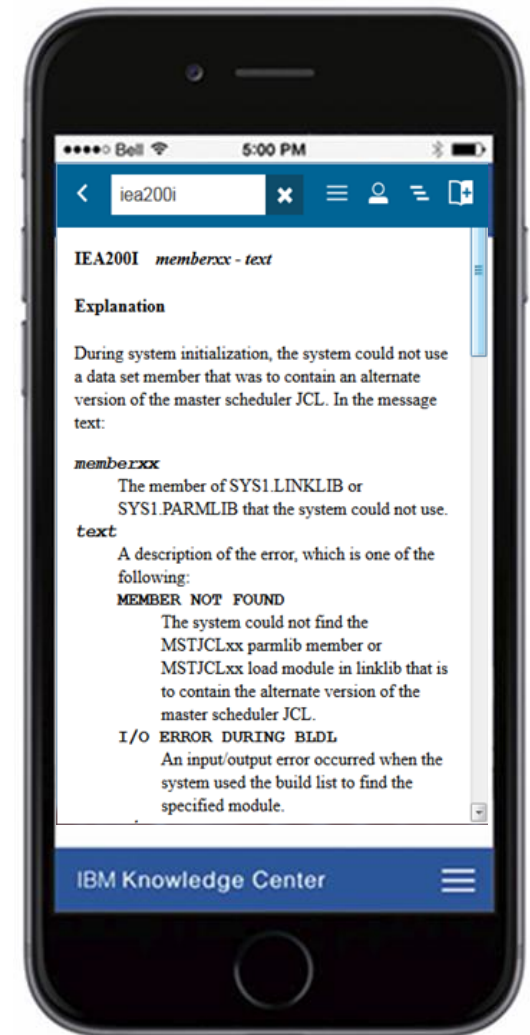 Bell 5:00 PM
iea200i
IEA200I memberxx - text
Explanation
During system initialization, the system could not use
a data set member that was to contain an alternate
version of the master scheduler JCL. In the message
text:
memberxx
The member of SYS1.LINKLIB or
SYS1.PARMLIB that the system could not use.
text
A description of the error, which is one of the
following:
MEMBER NOT FOUND
The system could not find the
MSTJCLxx parmlib member or
MSTJCLxx load module in linklib that is
to contain the alternate version of the
master scheduler JCL.
I/O ERROR DURING BLDL
An input/output error occurred when the
system used the build list to find the
specified module.
IBM Knowledge Center